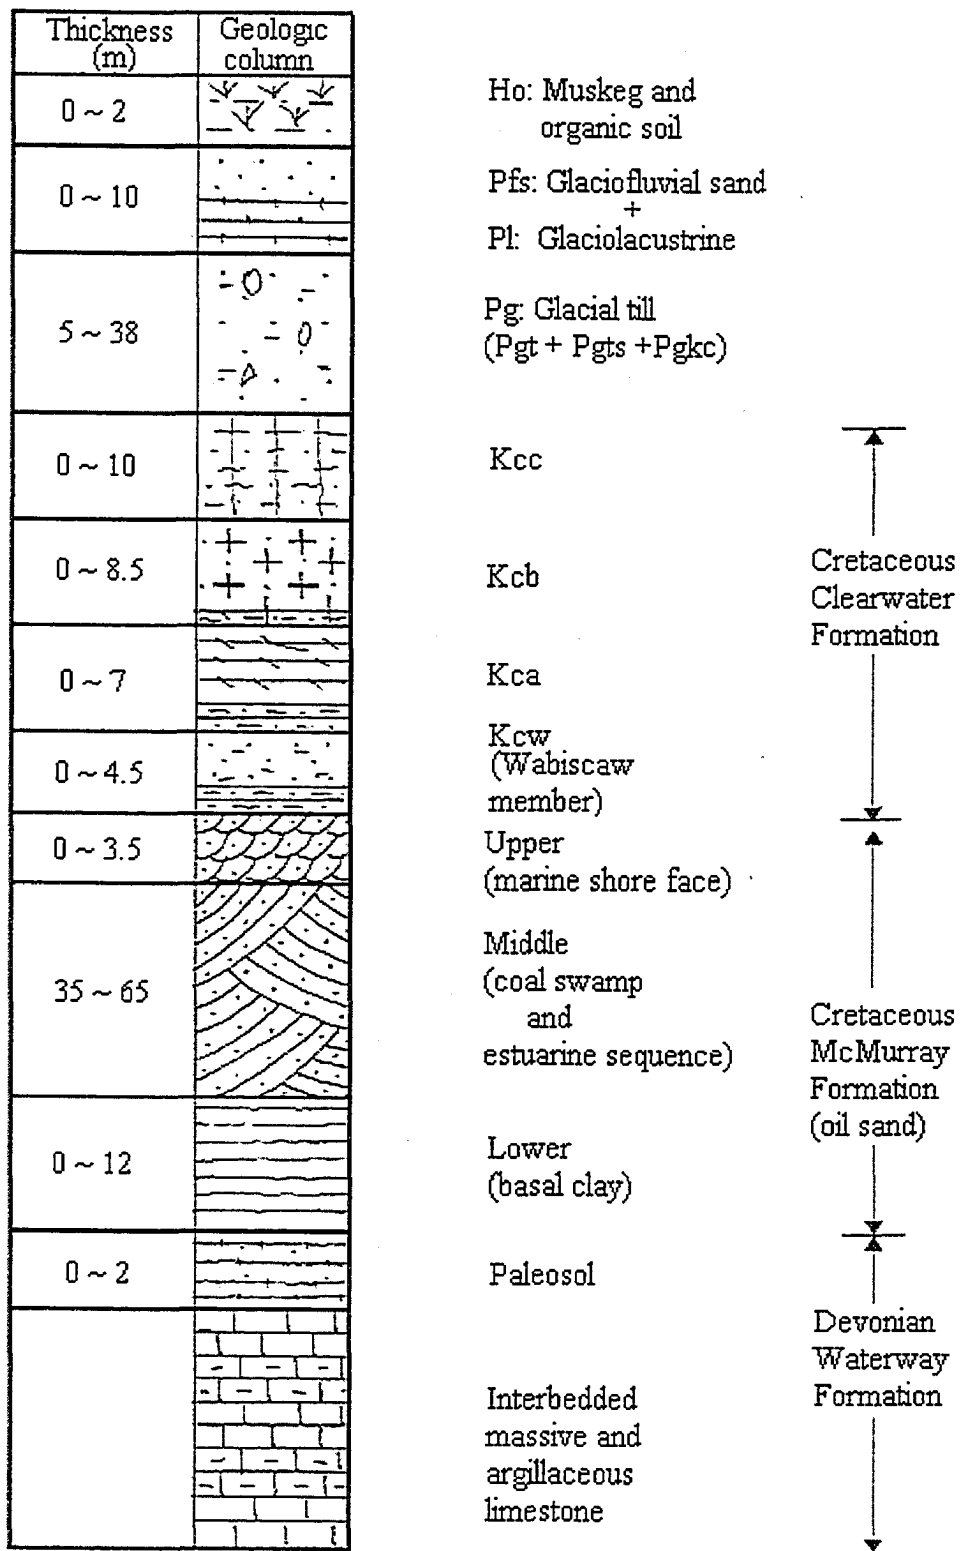 Thickness
(m)
Geologic
column
0 ~ 2
Ho: Muskeg and
organic soil
0 ~ 10
Pfs: Glaciofluvial sand
+
Pl: Glaciolacustrine
5 ~ 38
Pg: Glacial till
(Pgt + Pgts +Pgkc)
0 ~ 10
Kcc
0 ~ 8.5
Kcb
0 ~ 7
Kca
0 ~ 4.5
Kcw
(Wabiscaw
member)
Cretaceous
Clearwater
Formation
0 ~ 3.5
Upper
(marine shore face)
35 ~ 65
Middle
(coal swamp
and
estuarine sequence)
0 ~ 12
Lower
(basal clay)
Cretaceous
McMurray
Formation
(oil sand)
0 ~ 2
Paleosol
Interbedded
massive and
argillaceous
limestone
Devonian
Waterway
Formation